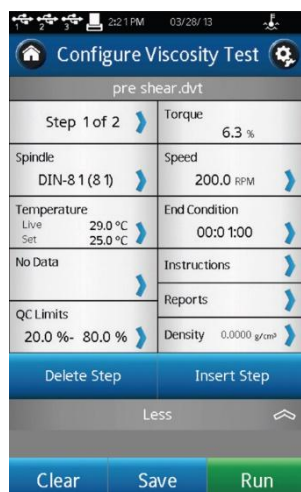 1 2 3 2:21 PM 03/28/13
Configure Viscosity Test
pre shear.dvt
Step 1 of 2
Torque
6.3 %
Spindle
DIN-81 (81)
Speed
200.0 RPM
Temperature
Live 29.0 °C
Set 25.0 °C
End Condition
00:01:00
No Data
Instructions
Reports
QC Limits
20.0 %- 80.0 %
Density 0.0000 g/cm³
Delete Step
Insert Step
Less
Clear
Save
Run